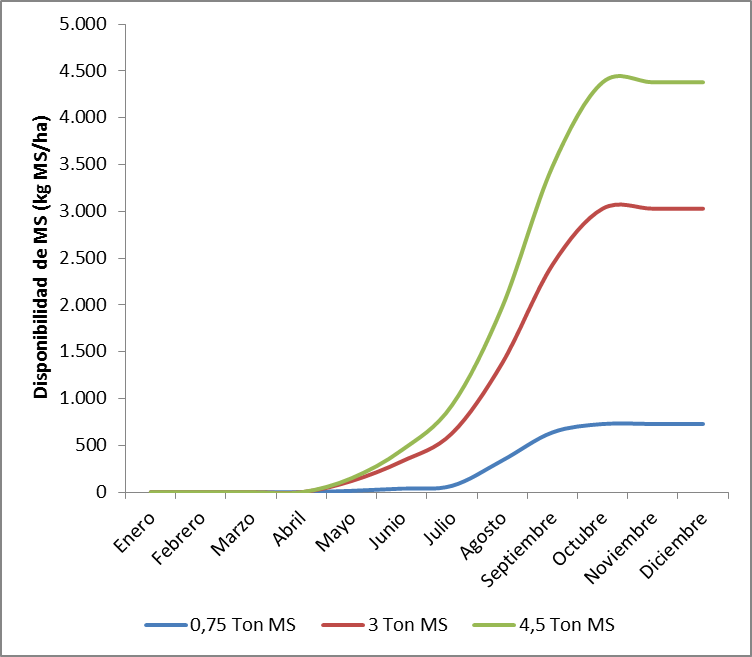 Disponibilidad de MS (kg MS/ha)
5.000
4.500
4.000
3.500
3.000
2.500
2.000
1.500
1.000
500
0
Enero
Febrero
Marzo
Abril
Mayo
Junio
Julio
Agosto
Septiembre
Octubre
Noviembre
Diciembre
0,75 Ton MS
3 Ton MS
4,5 Ton MS